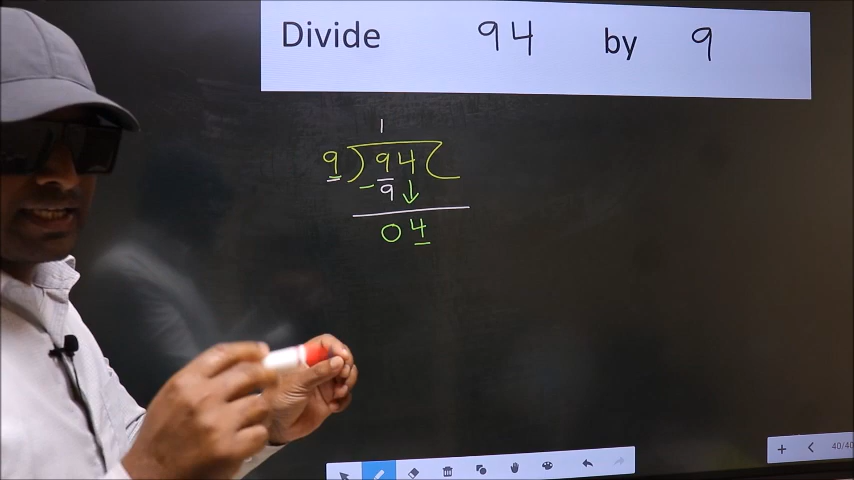 Divide 94 by 9
1
9 ) 94 (
- 9 ↓
04
+ < 40/40